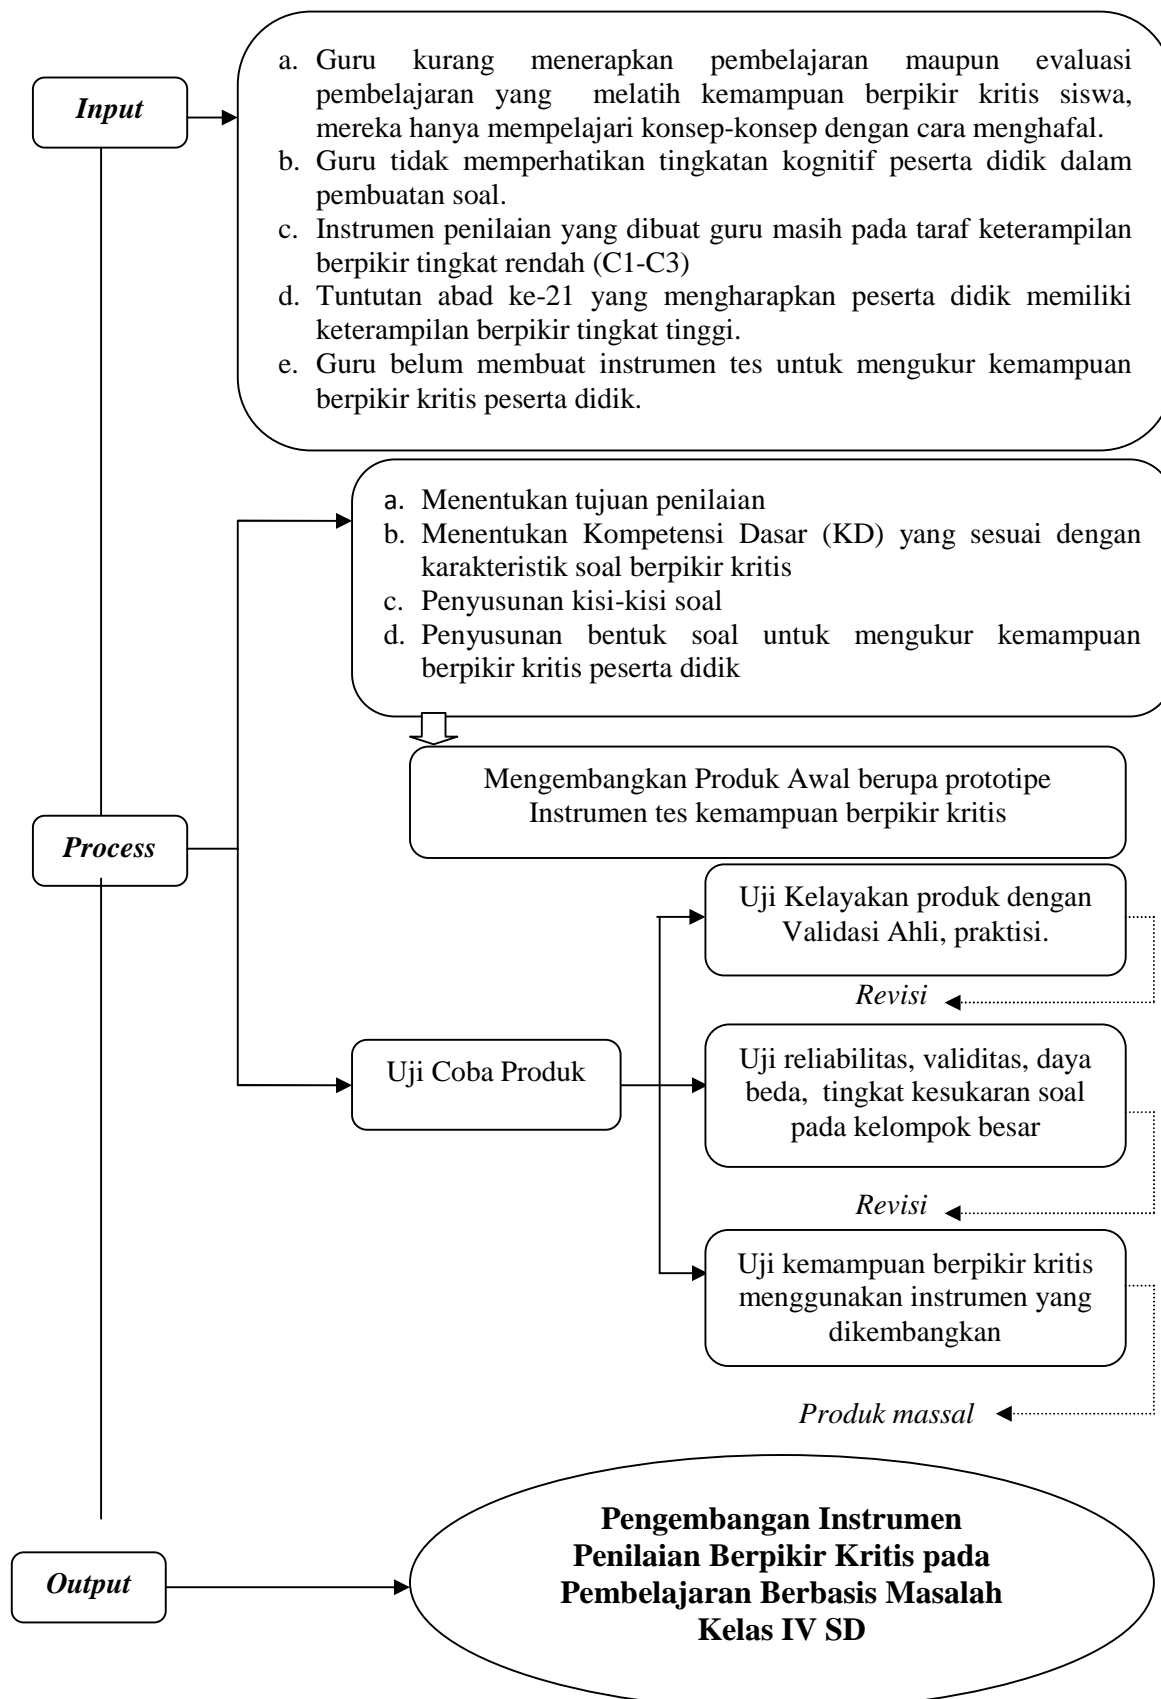 Input
a. Guru kurang menerapkan pembelajaran maupun evaluasi
pembelajaran yang melatih kemampuan berpikir kritis siswa,
mereka hanya mempelajari konsep-konsep dengan cara menghafal.
b. Guru tidak memperhatikan tingkatan kognitif peserta didik dalam
pembuatan soal.
c. Instrumen penilaian yang dibuat guru masih pada taraf keterampilan
berpikir tingkat rendah (C1-C3)
d. Tuntutan abad ke-21 yang mengharapkan peserta didik memiliki
keterampilan berpikir tingkat tinggi.
e. Guru belum membuat instrumen tes untuk mengukur kemampuan
berpikir kritis peserta didik.
Process
a. Menentukan tujuan penilaian
b. Menentukan Kompetensi Dasar (KD) yang sesuai dengan
karakteristik soal berpikir kritis
c. Penyusunan kisi-kisi soal
d. Penyusunan bentuk soal untuk mengukur kemampuan
berpikir kritis peserta didik
Mengembangkan Produk Awal berupa prototipe
Instrumen tes kemampuan berpikir kritis
Uji Coba Produk
Uji Kelayakan produk dengan
Validasi Ahli, praktisi.
Revisi
Uji reliabilitas, validitas, daya
beda, tingkat kesukaran soal
pada kelompok besar
Revisi
Uji kemampuan berpikir kritis
menggunakan instrumen yang
dikembangkan
Produk massal
Output
Pengembangan Instrumen
Penilaian Berpikir Kritis pada
Pembelajaran Berbasis Masalah
Kelas IV SD